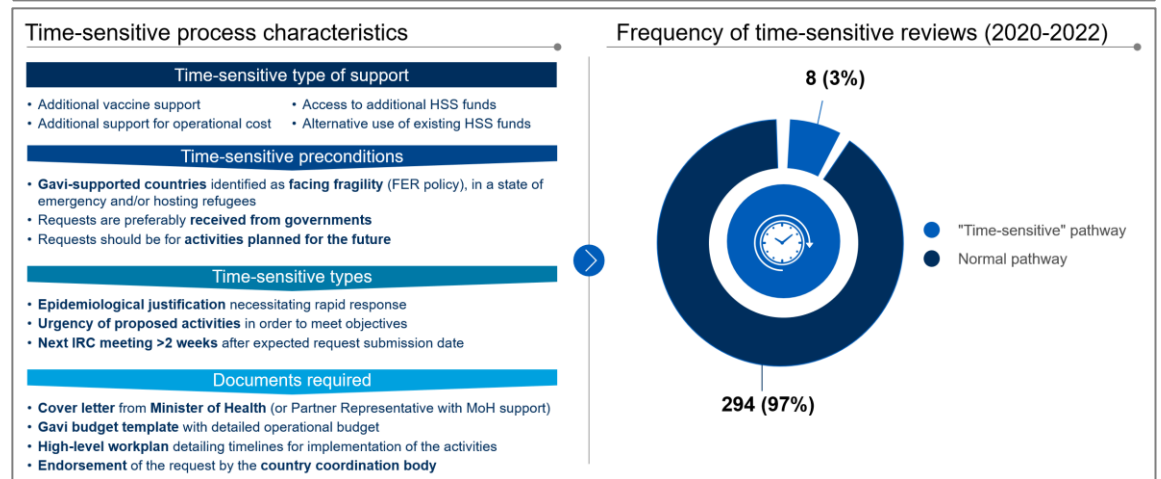 Time-sensitive process characteristics
Time-sensitive type of support
• Additional vaccine support
• Additional support for operational cost
• Access to additional HSS funds
• Alternative use of existing HSS funds
Time-sensitive preconditions
• Gavi-supported countries identified as facing fragility (FER policy), in a state of
emergency and/or hosting refugees
• Requests are preferably received from governments
• Requests should be for activities planned for the future
Time-sensitive types
• Epidemiological justification necessitating rapid response
• Urgency of proposed activities in order to meet objectives
• Next IRC meeting >2 weeks after expected request submission date
Documents required
• Cover letter from Minister of Health (or Partner Representative with MoH support)
• Gavi budget template with detailed operational budget
• High-level workplan detailing timelines for implementation of the activities
• Endorsement of the request by the country coordination body
Frequency of time-sensitive reviews (2020-2022)
8 (3%)
"Time-sensitive" pathway
Normal pathway
294 (97%)